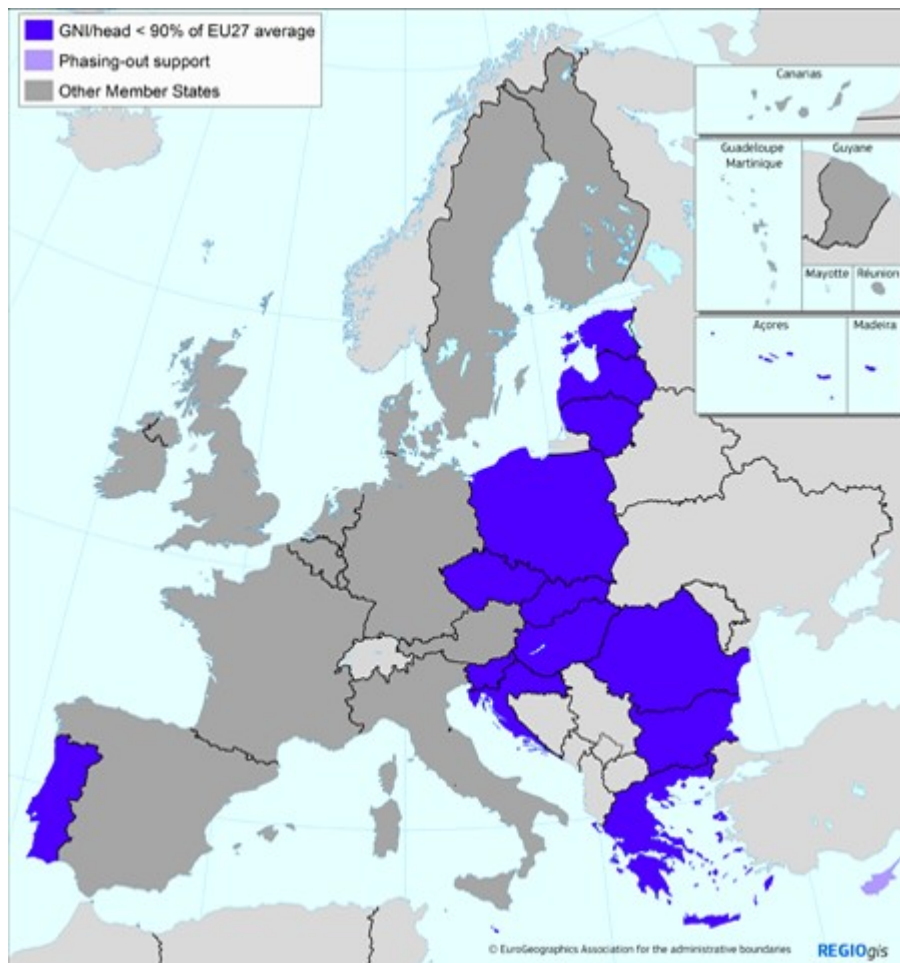 GNI/head < 90% of EU27 average
Phasing-out support
Other Member States
Canarias
Guadeloupe
Martinique
Guyane
Mayotte
Réunion
Açores
Madeira
© EuroGeographics Association for the administrative boundaries
REGIOgis